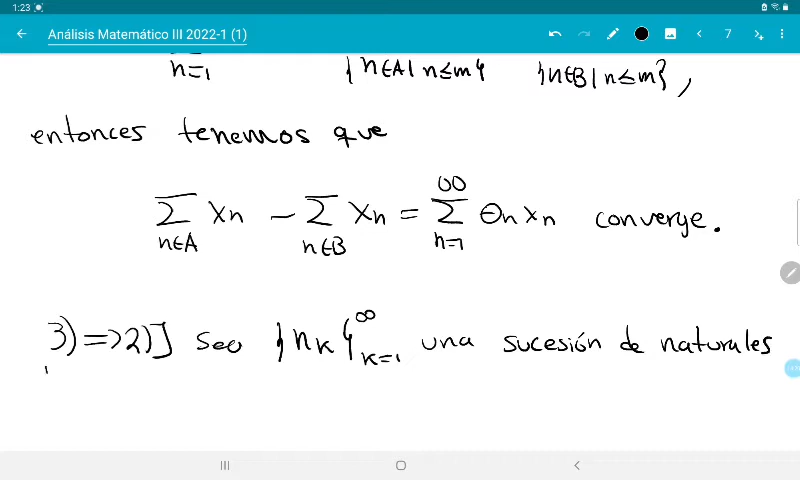 1:23
Análisis Matemático III 2022-1 (1)
7
n=1 {n∈A | n≤m} {n∈B | n≤m},
entonces tenemos que
∑_{n∈A} xn − ∑_{n∈B} xn = ∑_{n=1}^{∞} θn xn converge.
3)=>2)] Sea {nk}_{k=1}^{∞} una sucesión de naturales